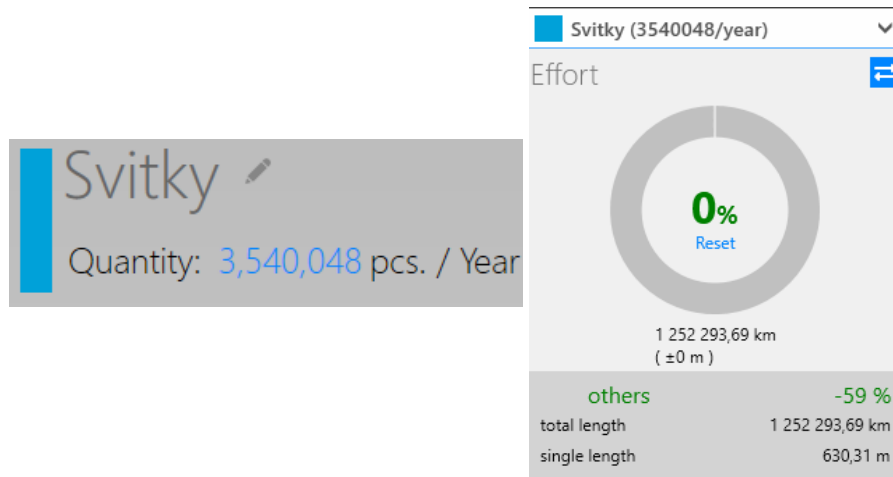 Svitky
Quantity: 3,540,048 pcs. / Year
Svitky (3540048/year)
Effort
0%
Reset
1 252 293,69 km
( ±0 m )
others -59 %
total length 1 252 293,69 km
single length 630,31 m